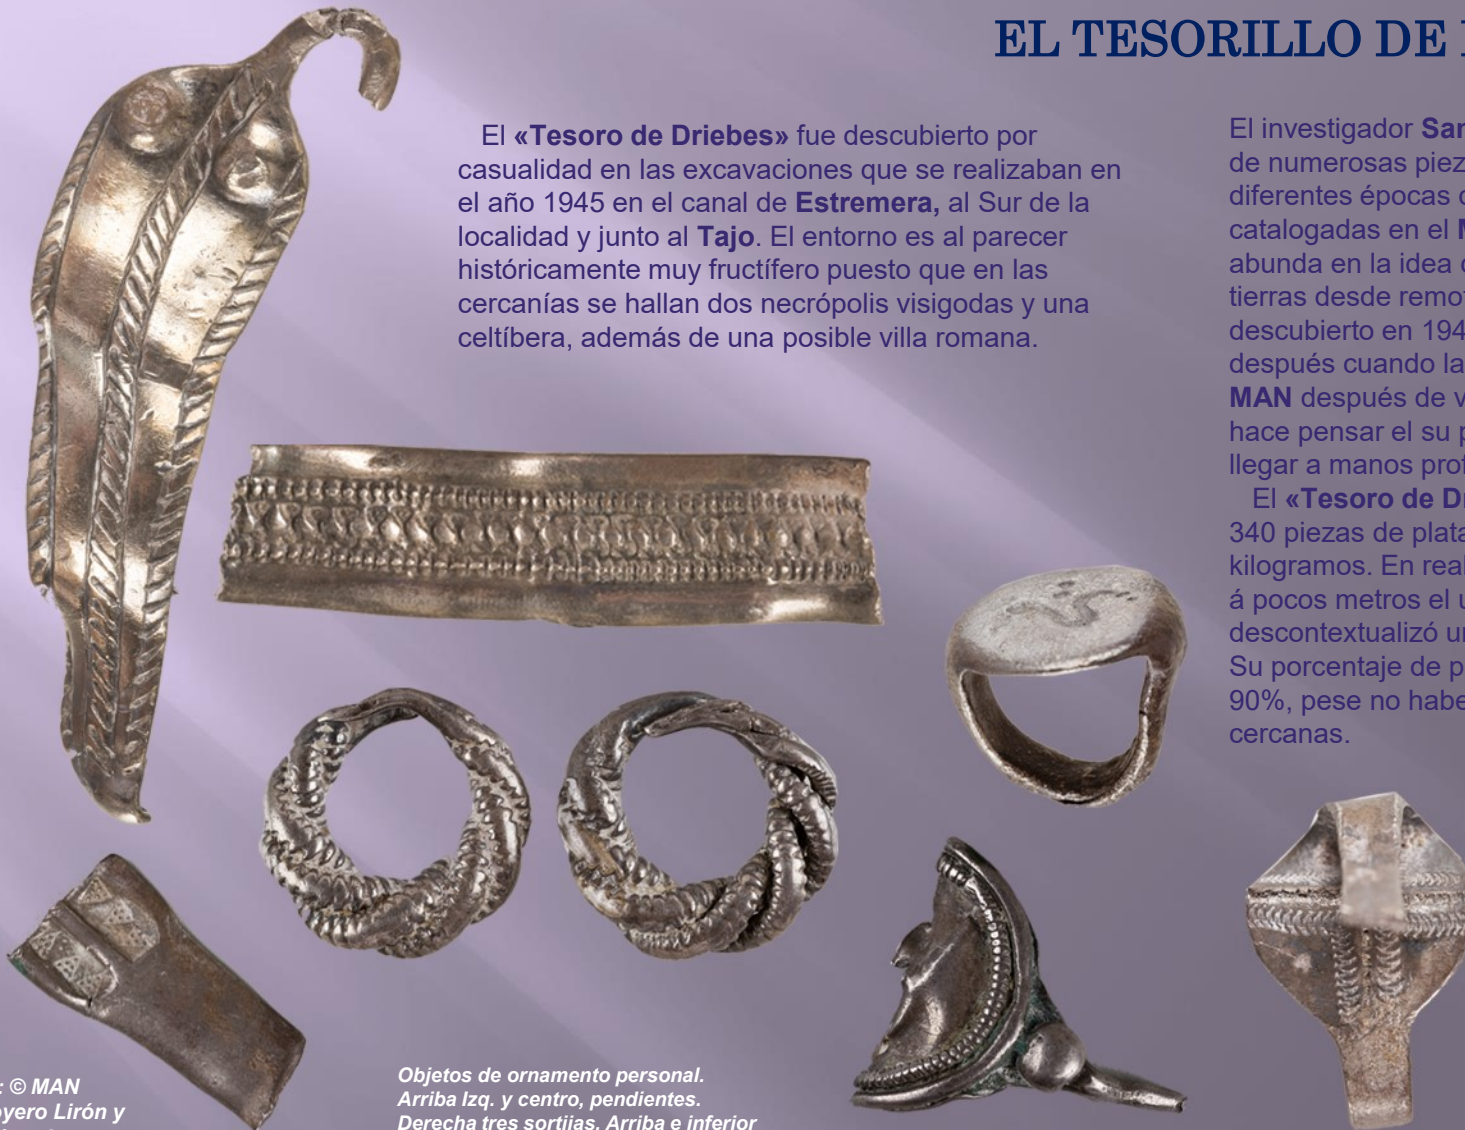 EL TESORILLO DE
El «Tesoro de Driebes» fue descubierto por
casualidad en las excavaciones que se realizaban en
el año 1945 en el canal de Estremera, al Sur de la
localidad y junto al Tajo. El entorno es al parecer
históricamente muy fructífero puesto que en las
cercanías se hallan dos necrópolis visigodas y una
celtíbera, además de una posible villa romana.
El investigador
de numerosas
diferentes épocas
catalogadas en el
abunda en la idea
tierras desde
descubierto en
después cuando la
MAN después de
hace pensar el su
llegar a manos
El «Tesoro de
340 piezas de plata
kilogramos. En
á pocos metros el
descontextualizó
Su porcentaje de
90%, pese no
cercanas.
: © MAN
Lirón y
Objetos de ornamento personal.
Arriba Izq. y centro, pendientes.
Derecha tres sortijas. Arriba e inferior